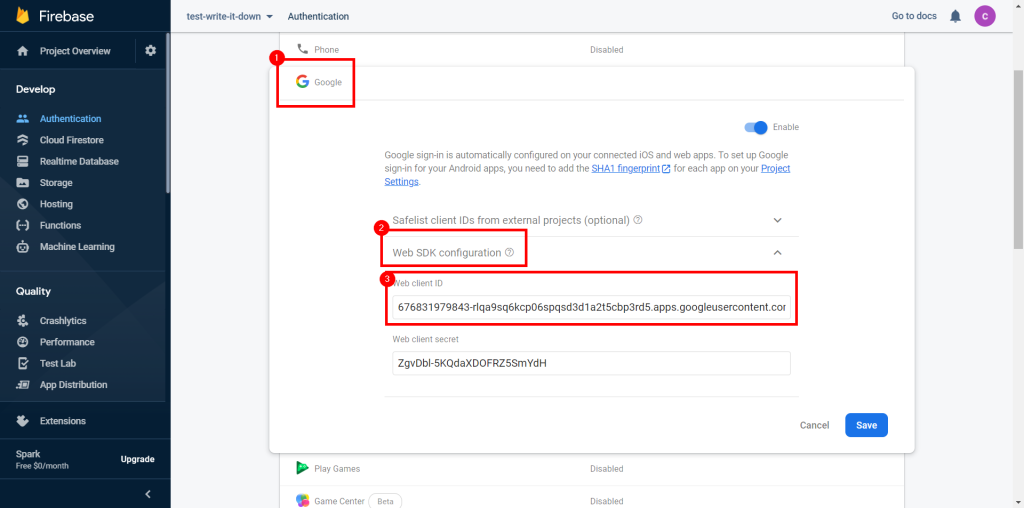 Firebase
test-write-it-down
Authentication
Go to docs
C
Project Overview
Develop
Authentication
Cloud Firestore
Realtime Database
Storage
Hosting
Functions
Machine Learning
Quality
Crashlytics
Performance
Test Lab
App Distribution
Extensions
Spark
Free $0/month
Upgrade
Phone Disabled
1
Google
Enable
Google sign-in is automatically configured on your connected iOS and web apps. To set up Google
sign-in for your Android apps, you need to add the SHA1 fingerprint for each app on your Project
Settings.
Safelist client IDs from external projects (optional)
2
Web SDK configuration
3
Web client ID
676831979843-rlqa9sq6kcp06spqsd3d1a2t5cbp3rd5.apps.googleusercontent.cor
Web client secret
ZgvDbl-5KQdaXDOFRZ5SmYdH
Cancel Save
Play Games Disabled
Game Center Beta Disabled